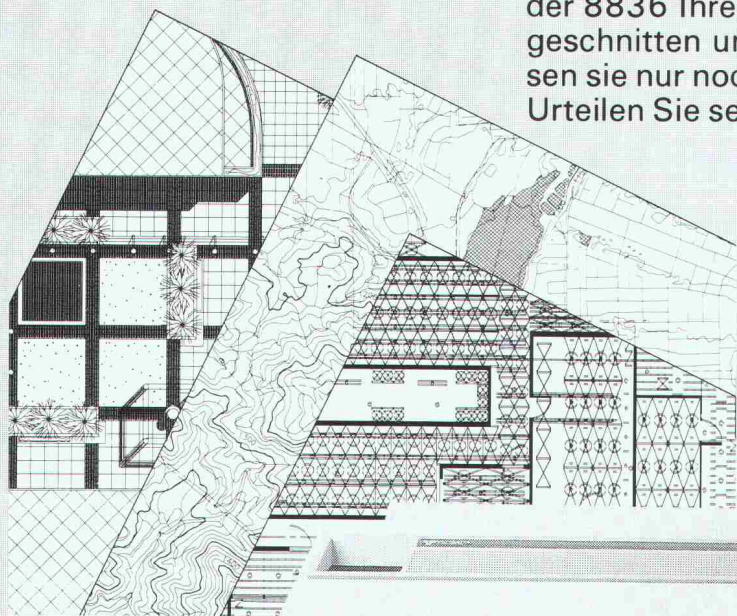 der 8836 Ihre
geschnitten u
sen sie nur noc
Urteilen Sie se